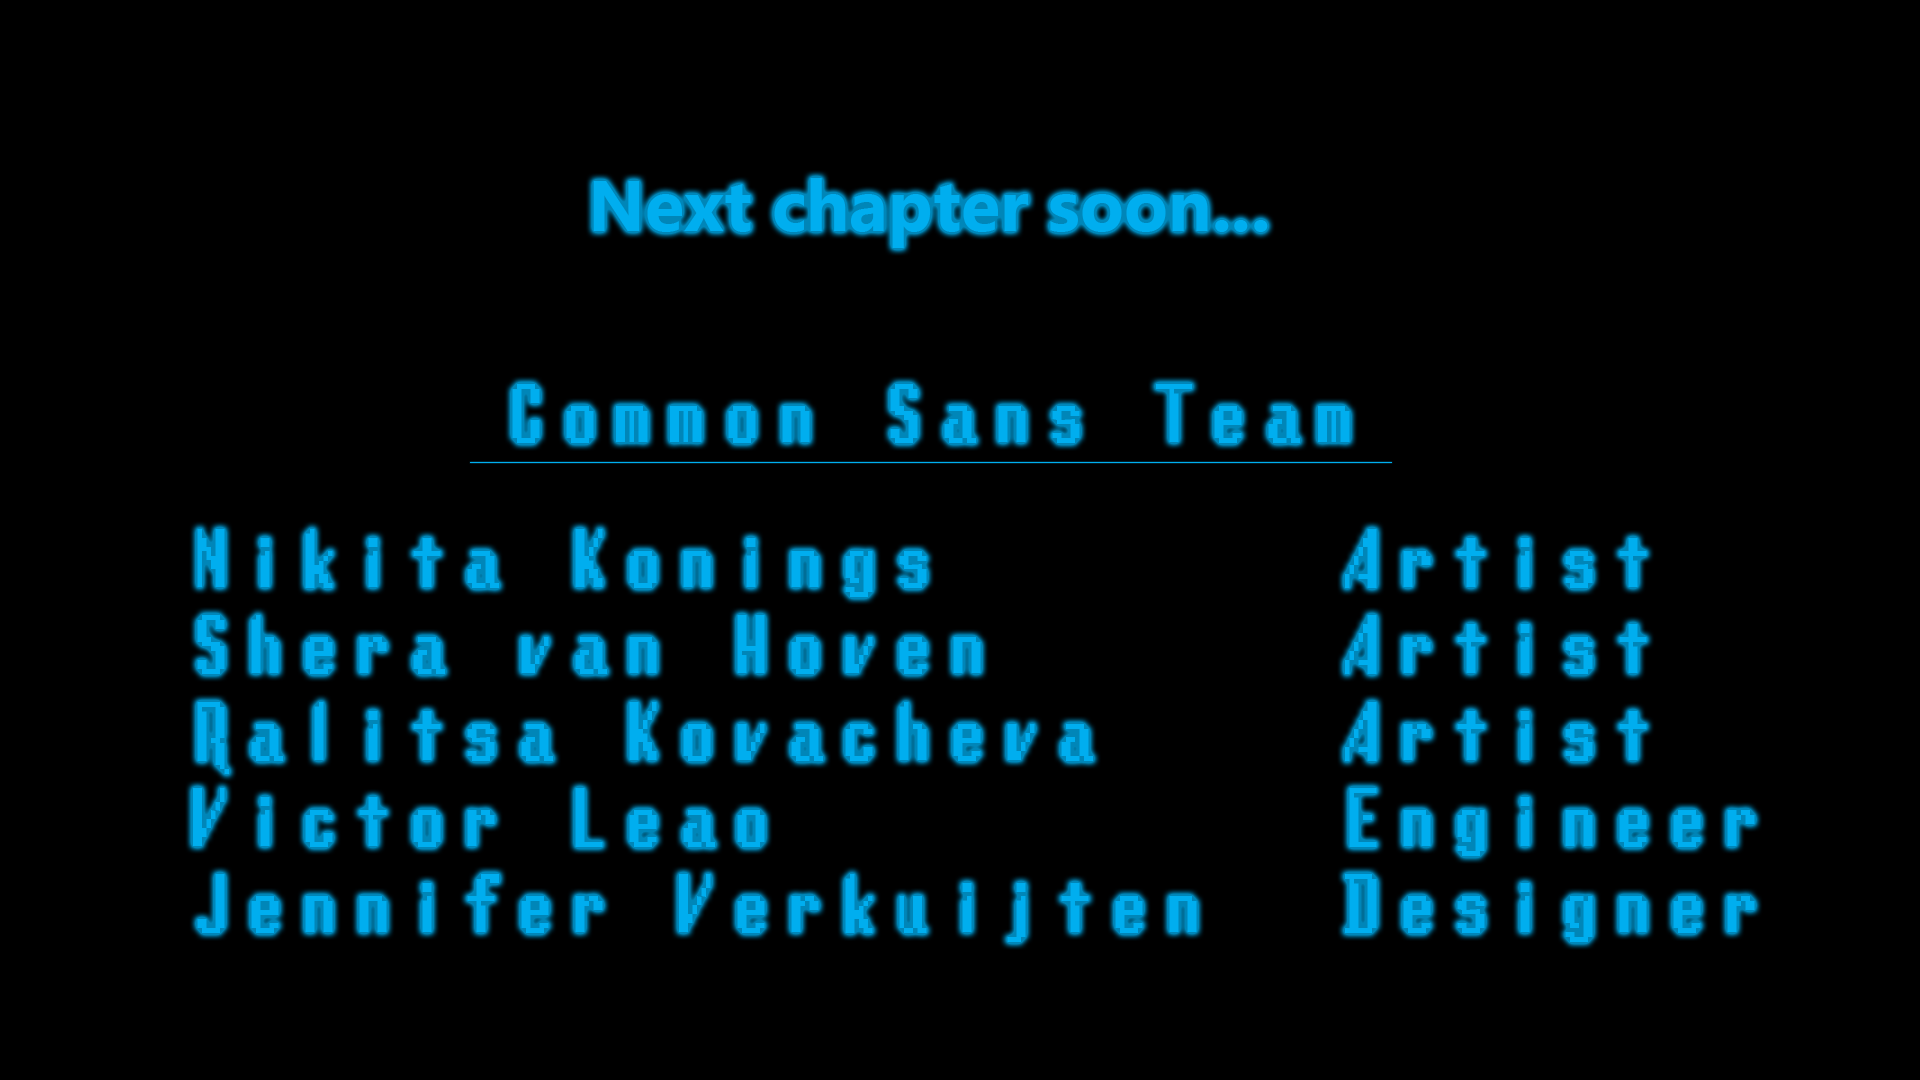 Next chapter soon...
Common Sans Team
Nikita Konings Artist
Shera van Hoven Artist
Ralitsa Kovacheva Artist
Victor Leao Engineer
Jennifer Verkuijten Designer